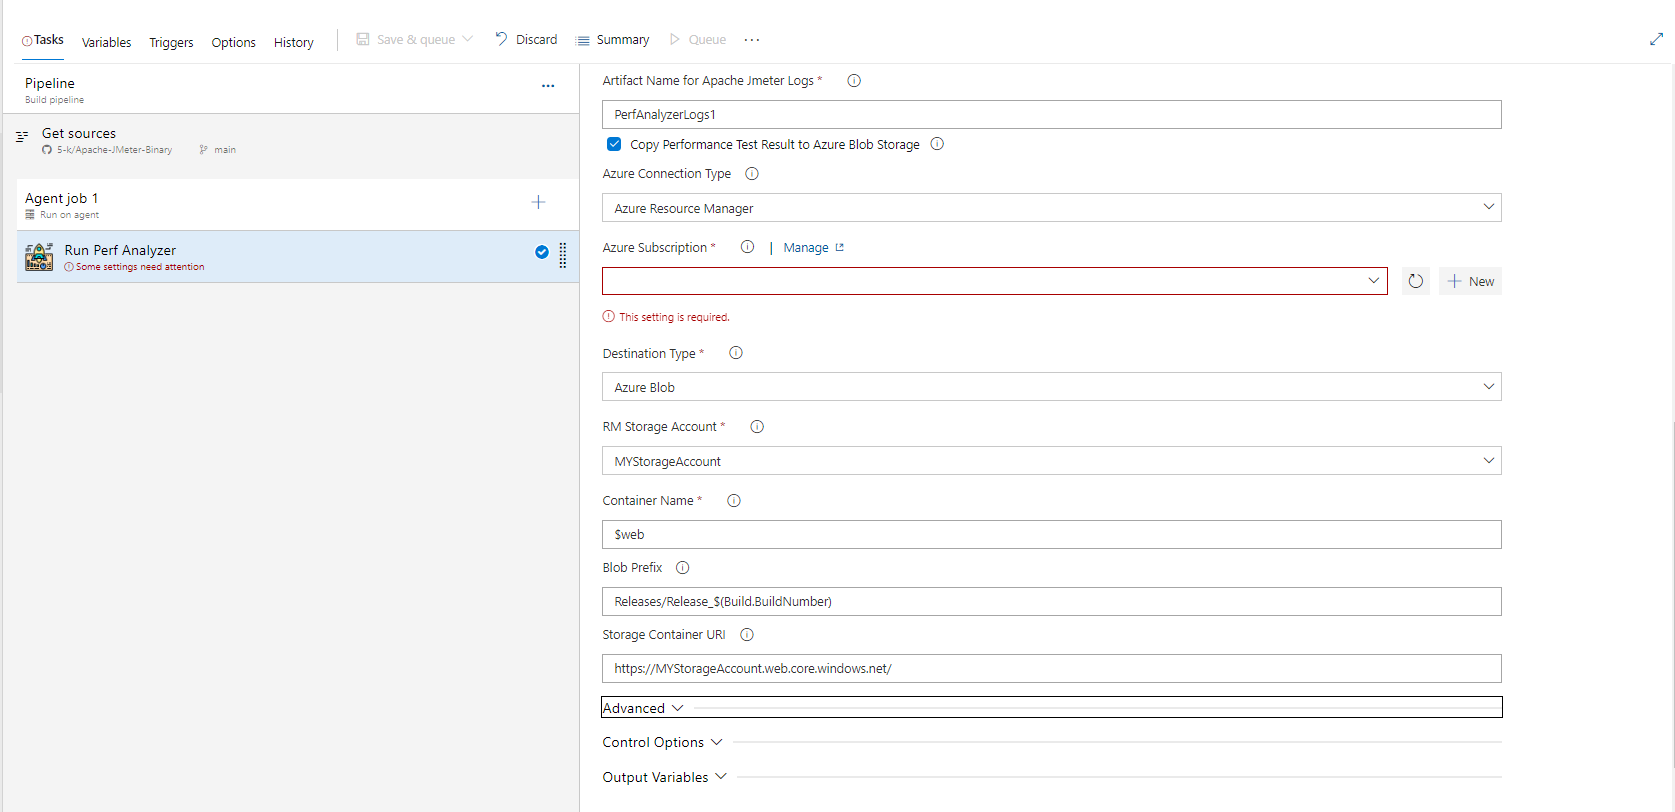 Tasks Variables Triggers Options History Save & queue Discard Summary Queue ...
Pipeline
Build pipeline
Get sources
5-k/Apache-JMeter-Binary main
Agent job 1
Run on agent
Run Perf Analyzer
Some settings need attention
Artifact Name for Apache Jmeter Logs *
PerfAnalyzerLogs1
Copy Performance Test Result to Azure Blob Storage
Azure Connection Type
Azure Resource Manager
Azure Subscription * | Manage
New
This setting is required.
Destination Type *
Azure Blob
RM Storage Account *
MYStorageAccount
Container Name *
$web
Blob Prefix
Releases/Release_$(Build.BuildNumber)
Storage Container URI
https://MYStorageAccount.web.core.windows.net/
Advanced
Control Options
Output Variables